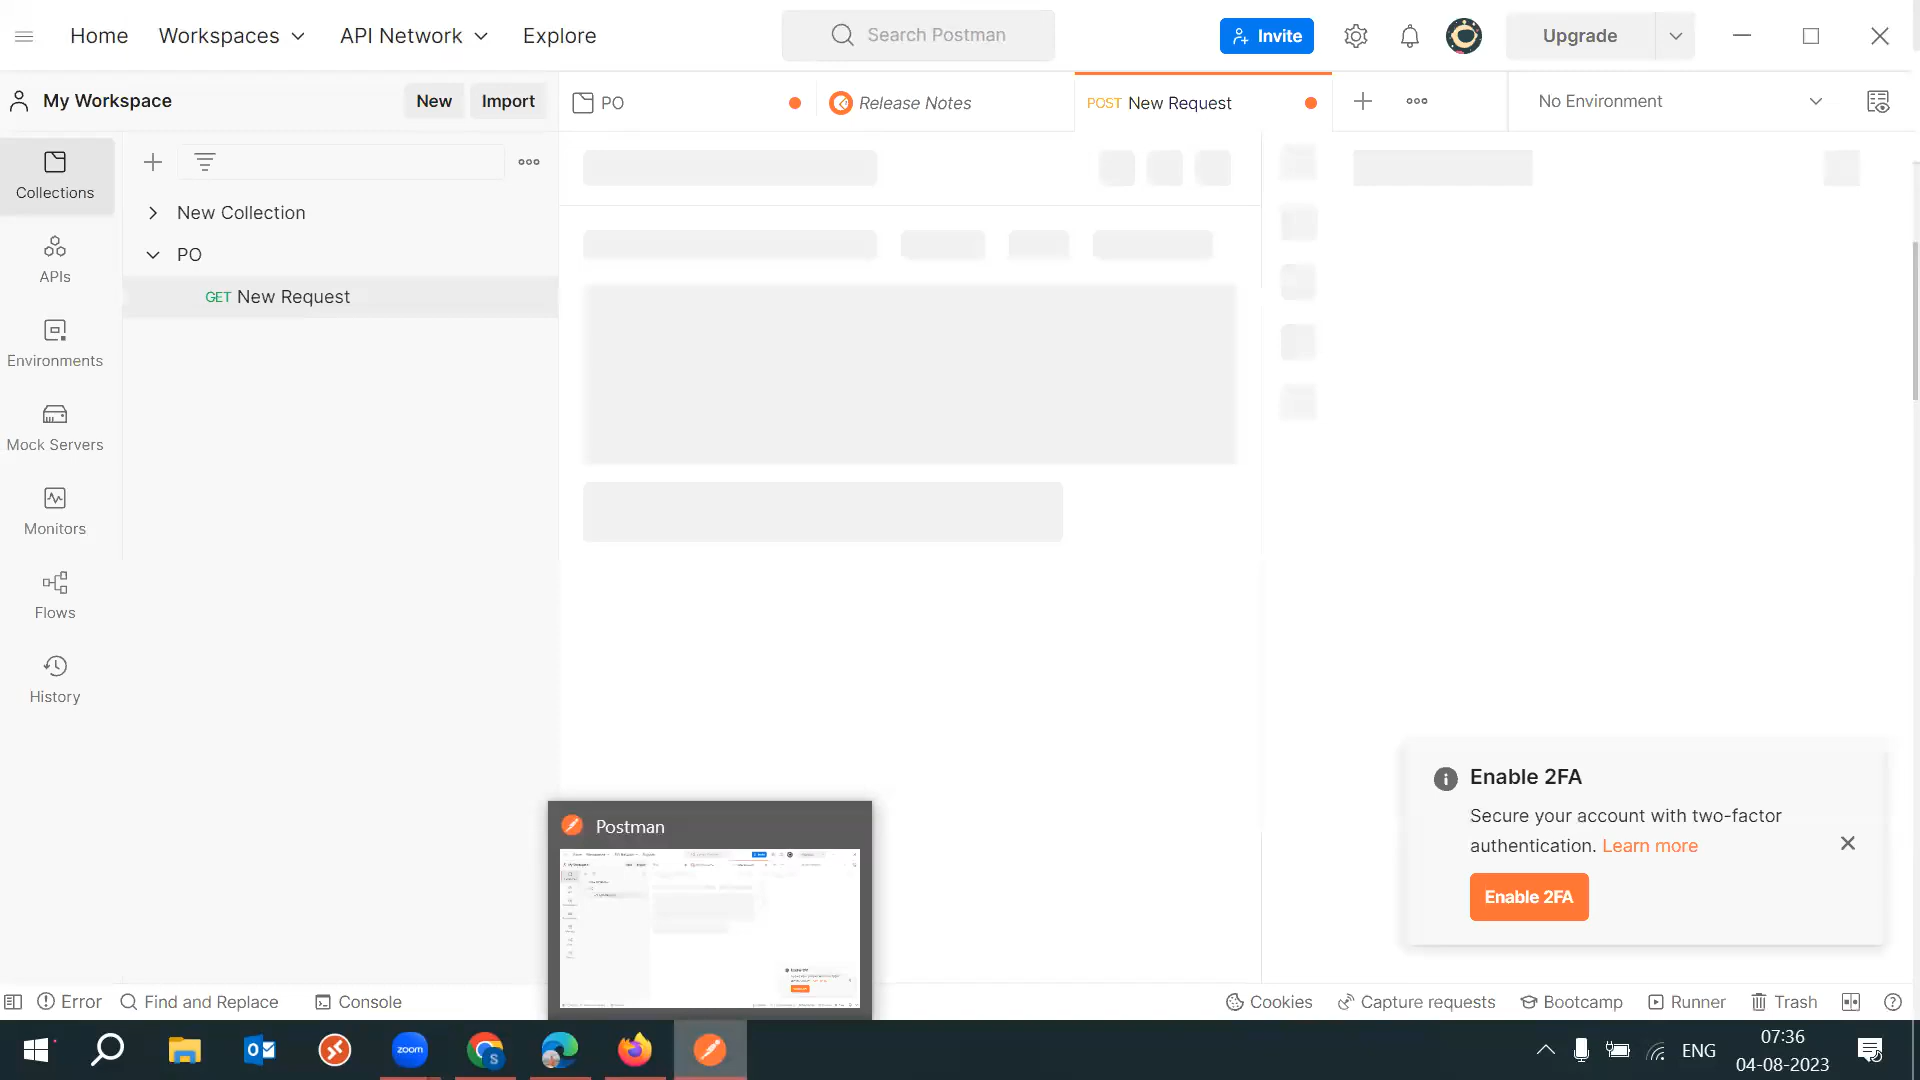 Home Workspaces API Network Explore Search Postman Invite Upgrade
My Workspace New Import PO Release Notes POST New Request No Environment
Collections
New Collection
PO
GET New Request
APIs
Environments
Mock Servers
Monitors
Flows
History
Enable 2FA
Secure your account with two-factor
authentication. Learn more
Enable 2FA
Postman
Error Find and Replace Console Cookies Capture requests Bootcamp Runner Trash
zoom S ENG 07:36
04-08-2023